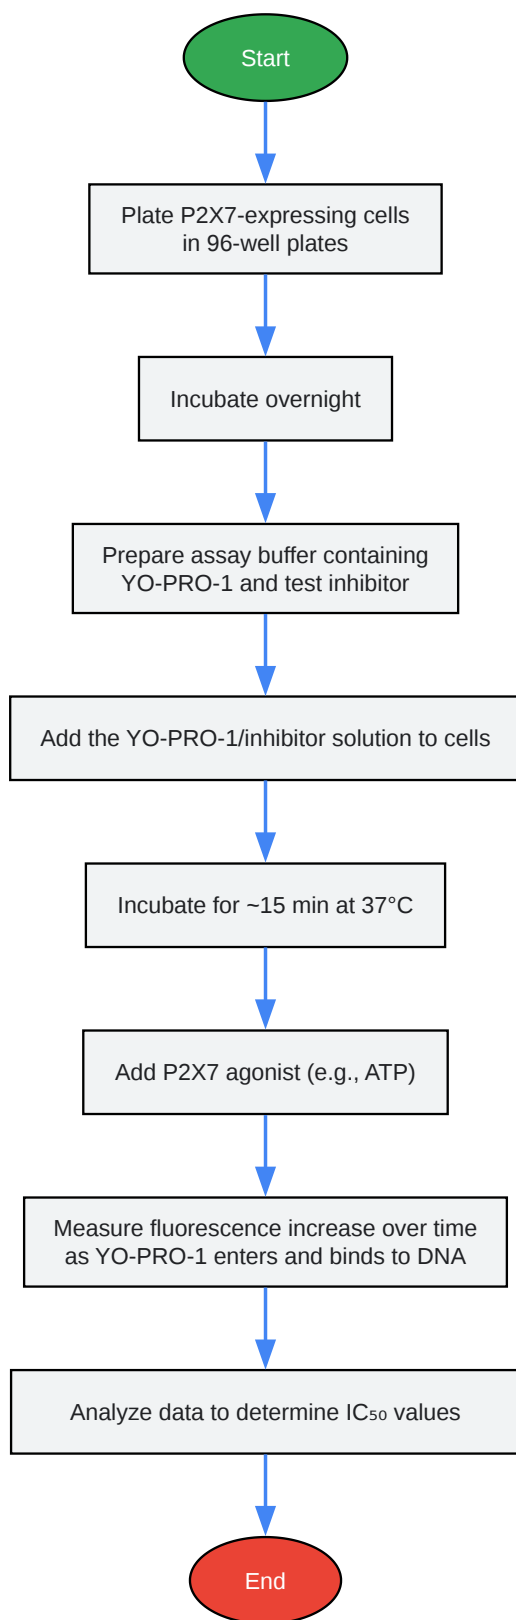 Start
Plate P2X7-expressing cells
in 96-well plates
Incubate overnight
Prepare assay buffer containing
YO-PRO-1 and test inhibitor
Add the YO-PRO-1/inhibitor solution to cells
Incubate for ~15 min at 37°C
Add P2X7 agonist (e.g., ATP)
Measure fluorescence increase over time
as YO-PRO-1 enters and binds to DNA
Analyze data to determine IC₅₀ values
End